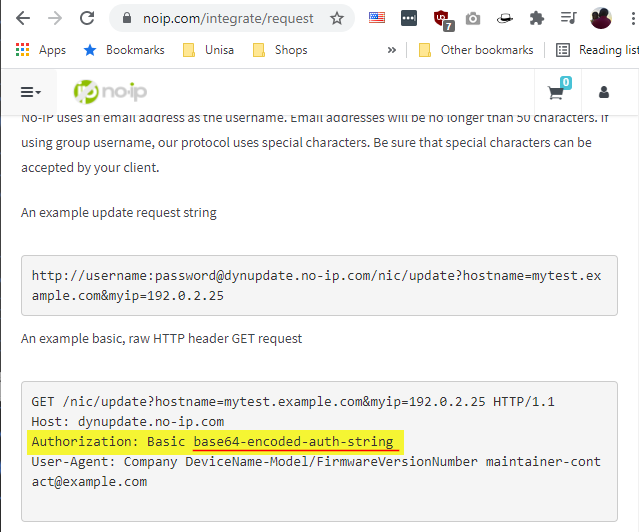 noip.com/integrate/request
7
Apps
Bookmarks
Unisa
Shops
»
Other bookmarks
Reading list
no-ip
0
No-IP uses an email address as the username. Email addresses will be no longer than 50 characters. If
using group username, our protocol uses special characters. Be sure that special characters can be
accepted by your client.
An example update request string
http://username:password@dynupdate.no-ip.com/nic/update?hostname=mytest.ex
ample.com&myip=192.0.2.25
An example basic, raw HTTP header GET request
GET /nic/update?hostname=mytest.example.com&myip=192.0.2.25 HTTP/1.1
Host: dynupdate.no-ip.com
Authorization: Basic base64-encoded-auth-string
User-Agent: Company DeviceName-Model/FirmwareVersionNumber maintainer-cont
act@example.com